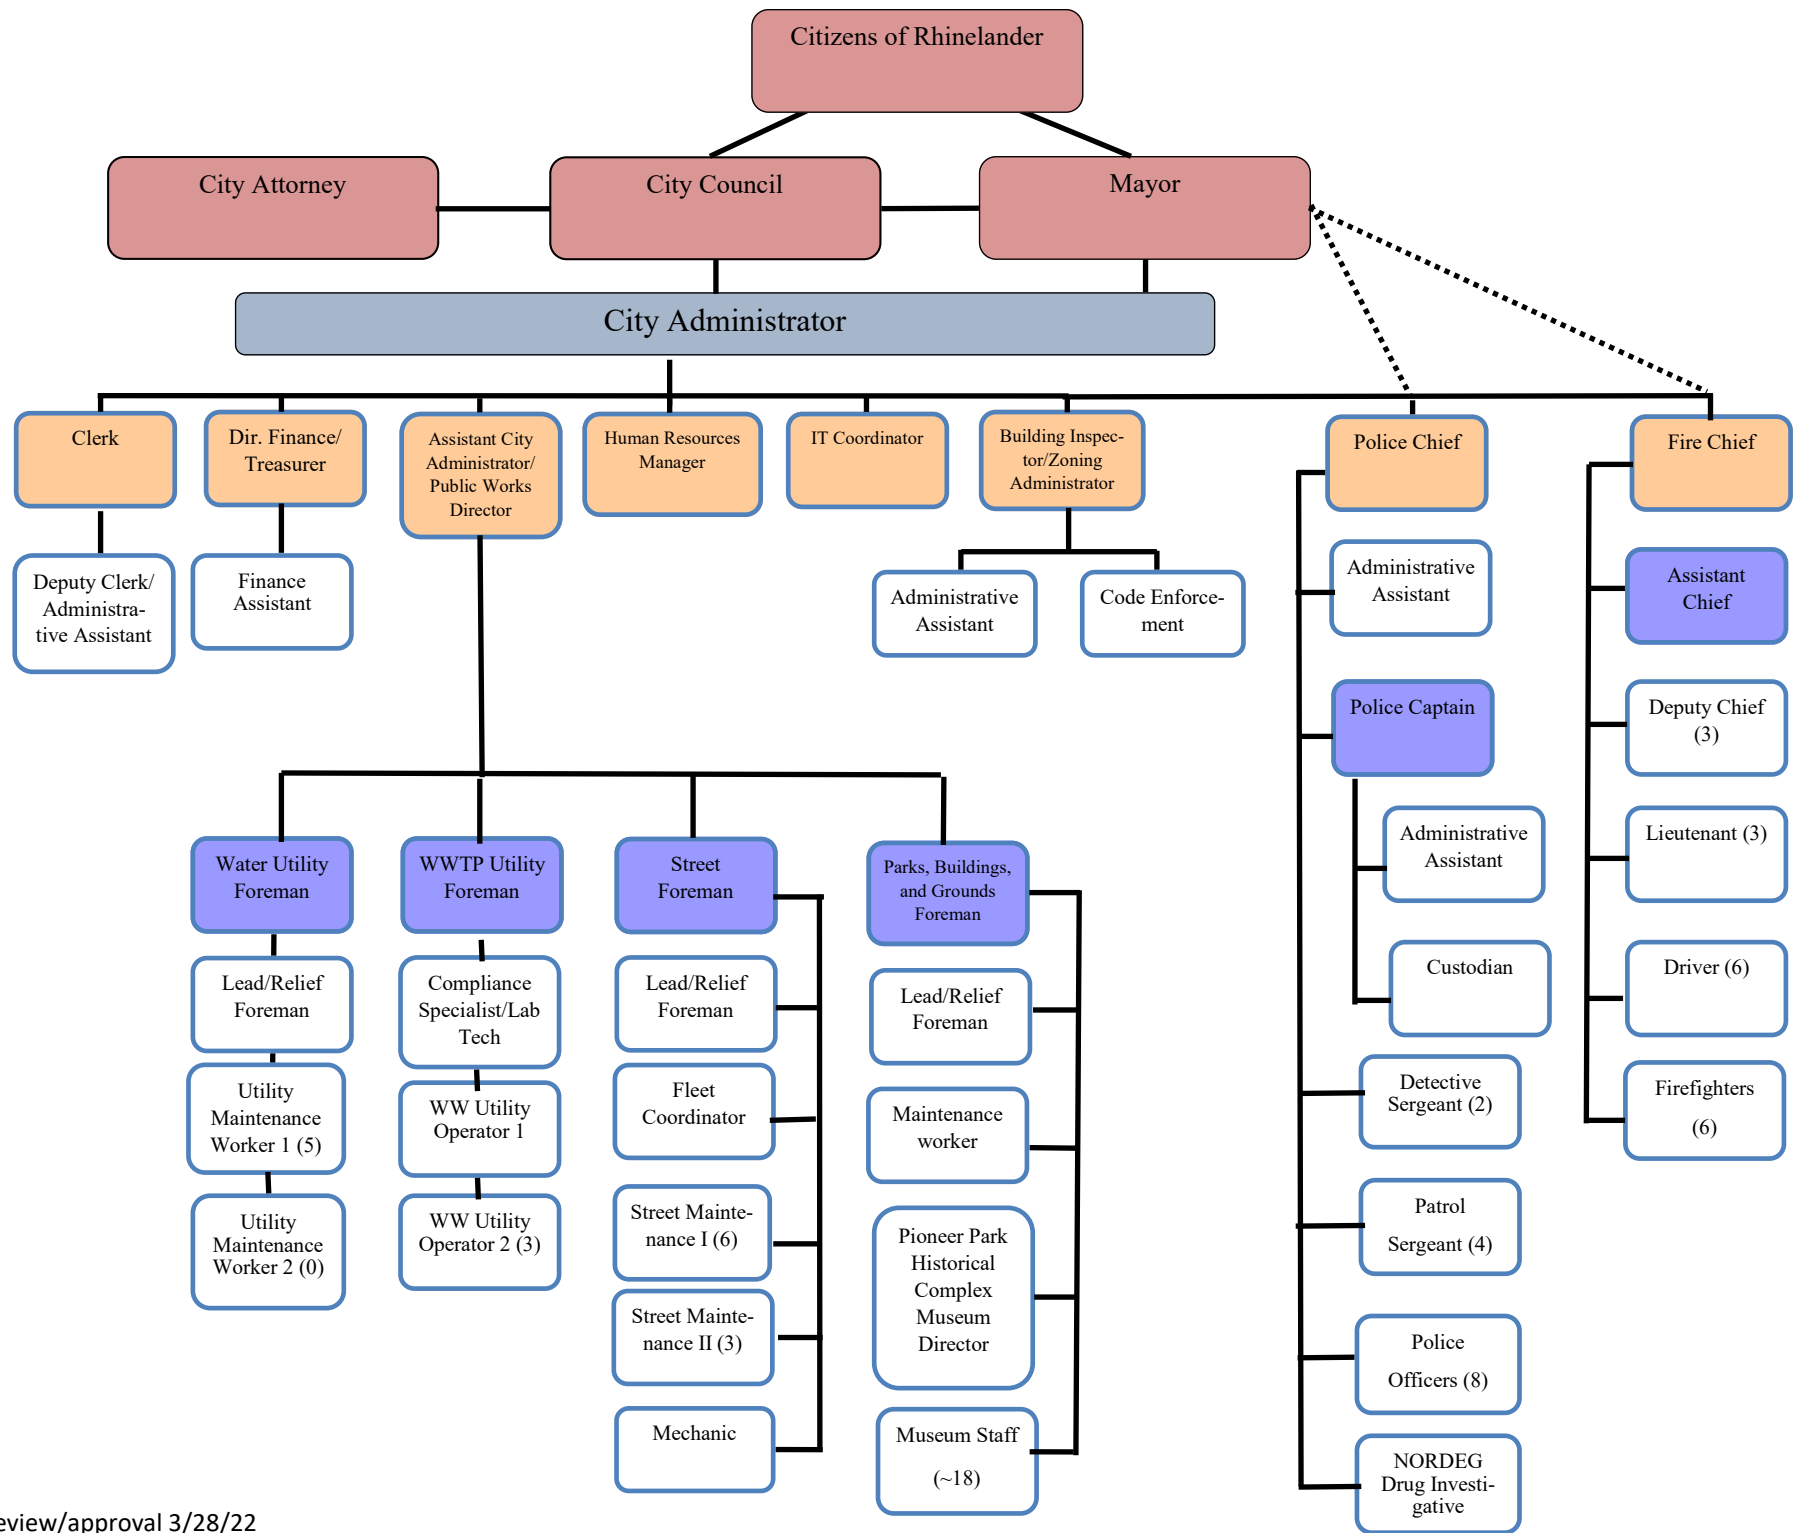 Citizens of Rhinelander
City Attorney
City Council
Mayor
City Administrator
Clerk
Dir. Finance/
Treasurer
Assistant City
Administrator/
Public Works
Director
Human Resources
Manager
IT Coordinator
Building Inspec-
tor/Zoning
Administrator
Police Chief
Fire Chief
Deputy Clerk/
Administra-
tive Assistant
Finance
Assistant
Administrative
Assistant
Code Enforce-
ment
Administrative
Assistant
Assistant
Chief
Police Captain
Deputy Chief
(3)
Administrative
Assistant
Lieutenant (3)
Custodian
Driver (6)
Detective
Sergeant (2)
Firefighters
(6)
Patrol
Sergeant (4)
Police
Officers (8)
NORDEG
Drug Investi-
gative
Water Utility
Foreman
Lead/Relief
Foreman
Utility
Maintenance
Worker 1 (5)
Utility
Maintenance
Worker 2 (0)
WWTP Utility
Foreman
Compliance
Specialist/Lab
Tech
WW Utility
Operator 1
WW Utility
Operator 2 (3)
Street
Foreman
Lead/Relief
Foreman
Fleet
Coordinator
Street Mainte-
nance I (6)
Street Mainte-
nance II (3)
Mechanic
Parks, Buildings,
and Grounds
Foreman
Lead/Relief
Foreman
Maintenance
worker
Pioneer Park
Historical
Complex
Museum
Director
Museum Staff
(~18)
eview/approval 3/28/22